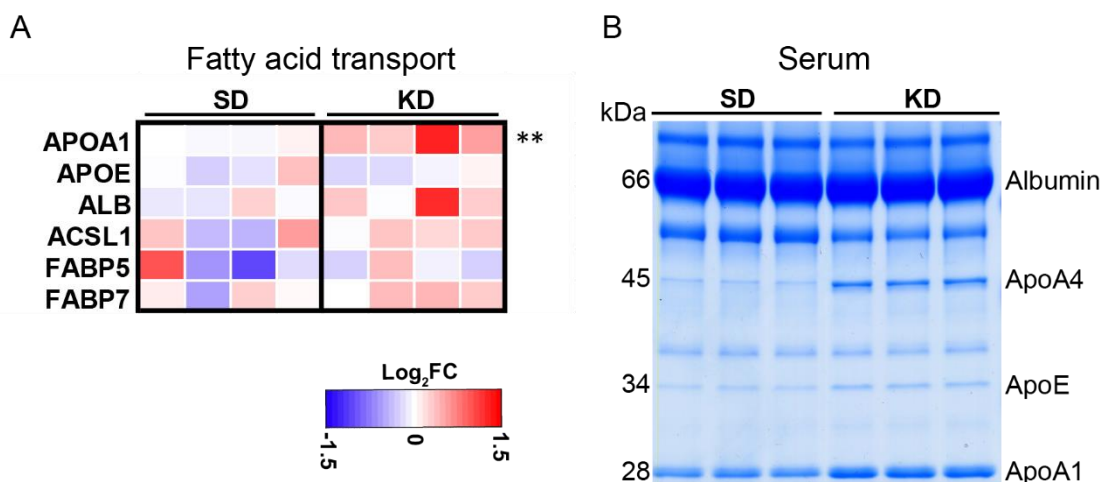 A
Fatty acid transport
SD KD
APOA1 **
APOE
ALB
ACSL1
FABP5
FABP7
Log₂FC
-1.5 0 1.5
B
Serum
kDa SD KD
66 Albumin
45 ApoA4
34 ApoE
28 ApoA1